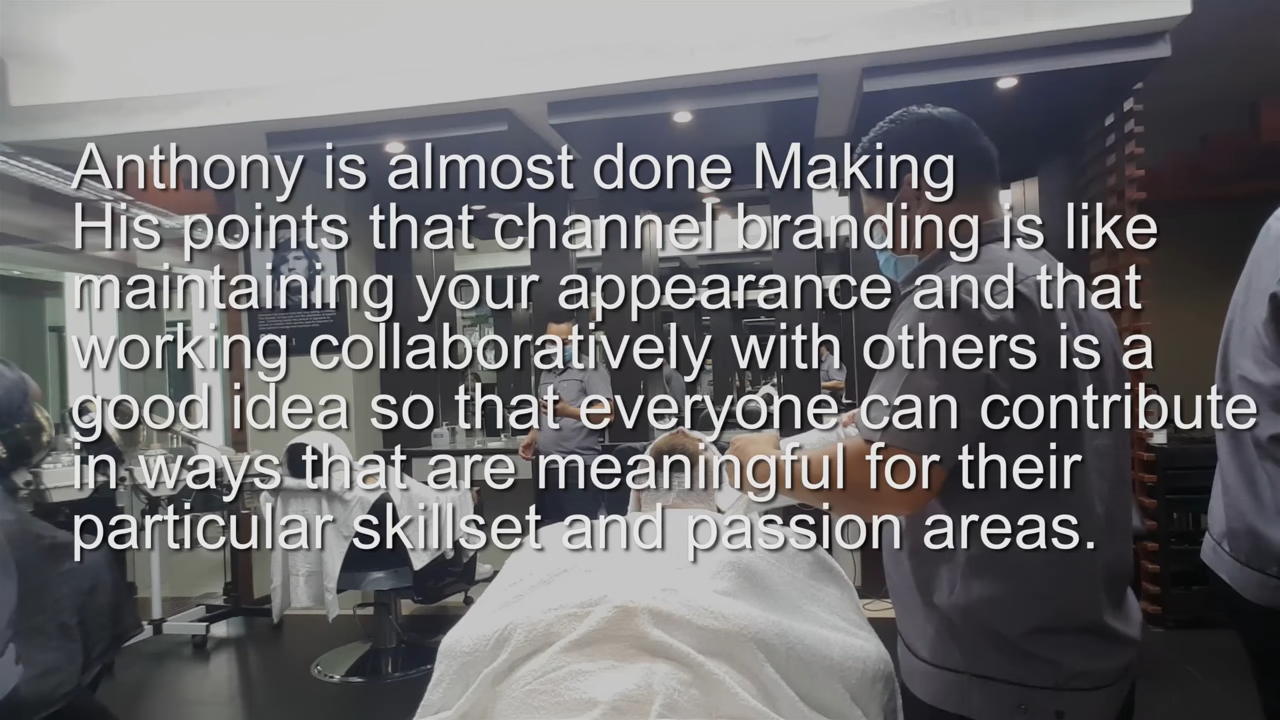 Anthony is almost done Making
His points that channel branding is like
maintaining your appearance and that
working collaboratively with others is a
good idea so that everyone can contribute
in ways that are meaningful for their
particular skillset and passion areas.